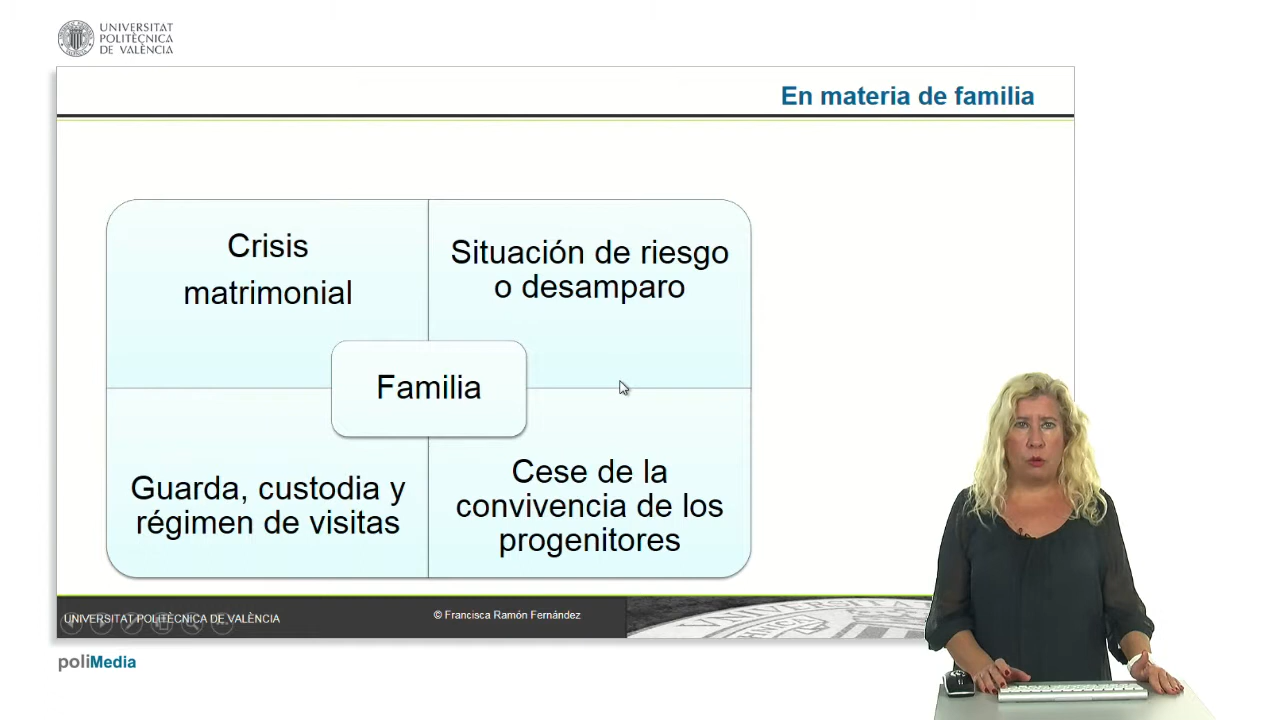 UNIVERSITAT
POLITÈCNICA
DE VALÈNCIA
En materia de familia
Crisis
matrimonial
Situación de riesgo
o desamparo
Familia
Guarda, custodia y
régimen de visitas
Cese de la
convivencia de los
progenitores
UNIVERSITAT POLITÈCNICA DE VALÈNCIA
© Francisca Ramón Fernández
poliMedia